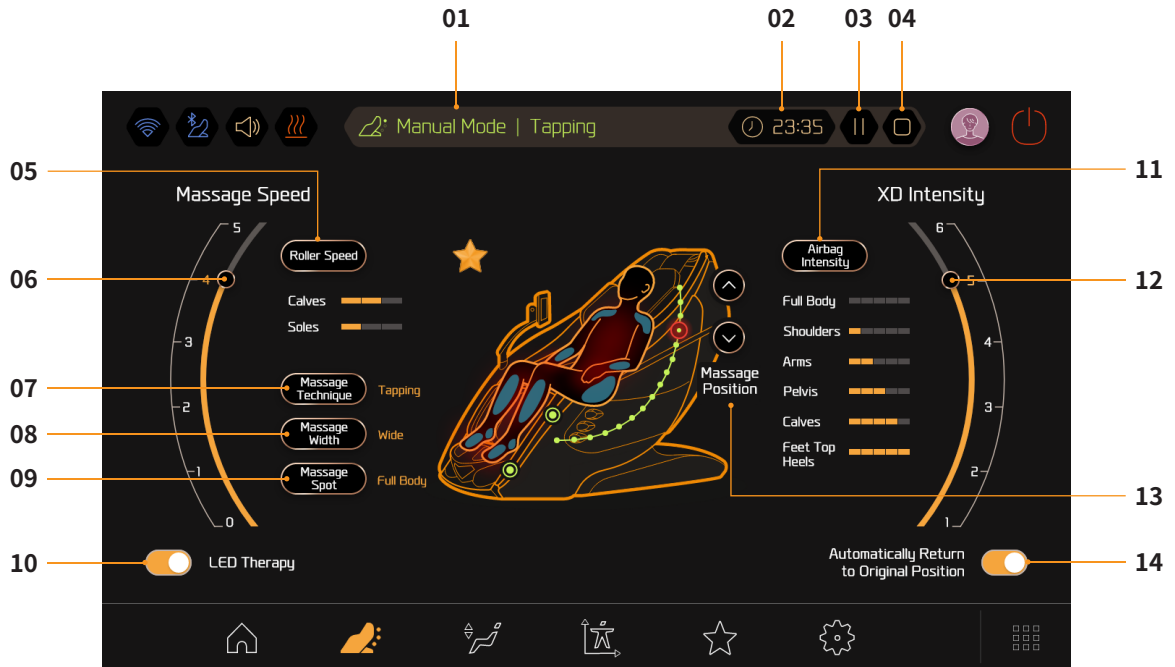 01
02
03
04
Manual Mode | Tapping
23:35
05
11
Massage Speed
XD Intensity
5
6
Roller Speed
Airbag
Intensity
06
4
5
12
Calves
Soles
Full Body
Shoulders
3
4
Arms
Massage
Position
Pelvis
07
Massage
Technique
Tapping
2
3
Calves
08
Massage
Width
Wide
Feet Top
Heels
09
Massage
Spot
Full Body
1
2
13
0
1
10
LED Therapy
Automatically Return
to Original Position
14